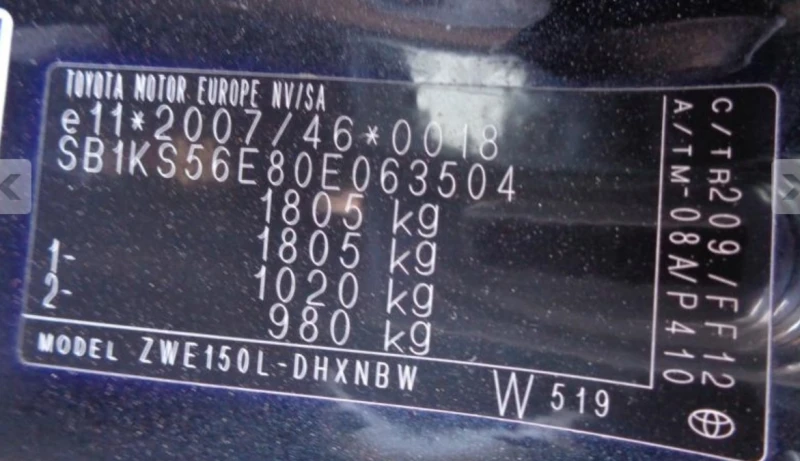 TOYOTA MOTOR EUROPE NV/SA
e11*2007/46*0018
SB1KS56E80E063504
1805 kg
1805 kg
1- 1020 kg
2- 980 kg
MODEL ZWE150L-DHXNBW
W 519
C/TR209/FF12
A/TM-08A/P410